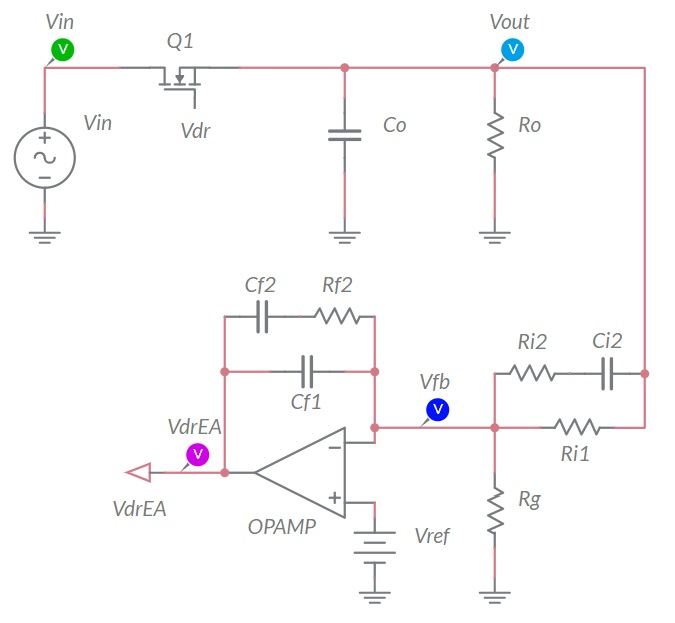 Vin
V
Q1
Vout
V
Vin
Vdr
Co
Ro
Cf2
Rf2
Cf1
Ri2
Ci2
Vfb
V
Ri1
VdrEA
V
VdrEA
OPAMP
Vref
Rg